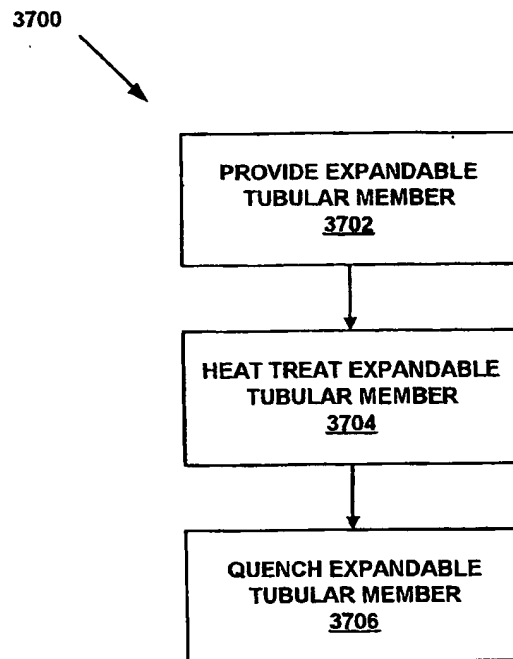 3700
PROVIDE EXPANDABLE
TUBULAR MEMBER
3702
HEAT TREAT EXPANDABLE
TUBULAR MEMBER
3704
QUENCH EXPANDABLE
TUBULAR MEMBER
3706